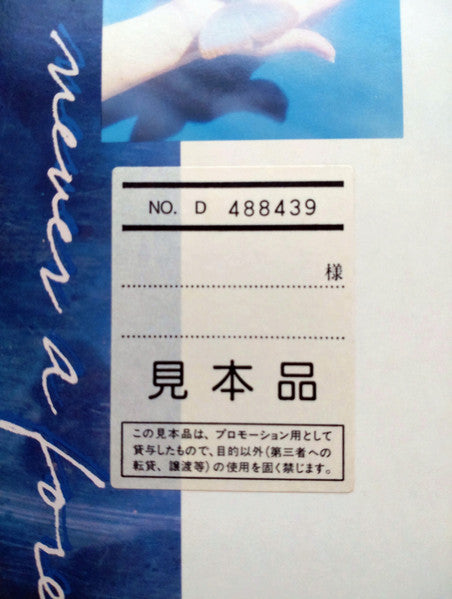 never a fore
NO. D 488439
様
見本品
この見本品は、プロモーション用として
貸与したもので、目的以外(第三者への
転貸、譲渡等)の使用を固く禁じます。